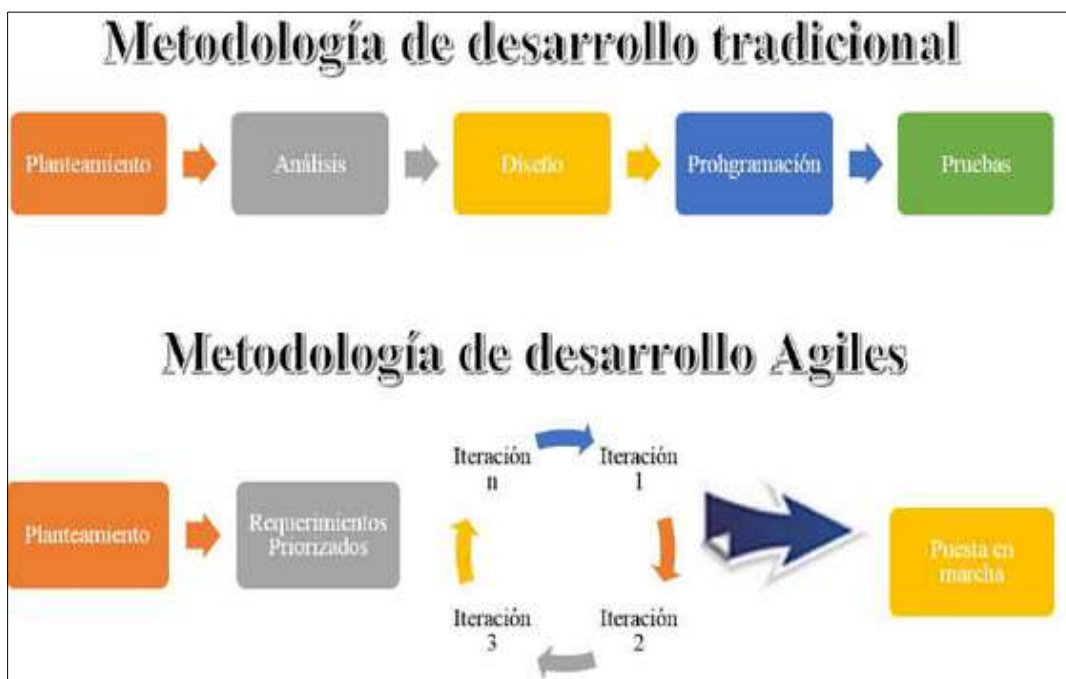 Metodología de desarrollo tradicional
Planteamiento
Análisis
Diseño
Prohgramación
Pruebas
Metodología de desarrollo Agiles
Planteamiento
Requerimientos
Priorizados
Iteración
n
Iteración
1
Iteración
3
Iteración
2
Puesta en
marcha